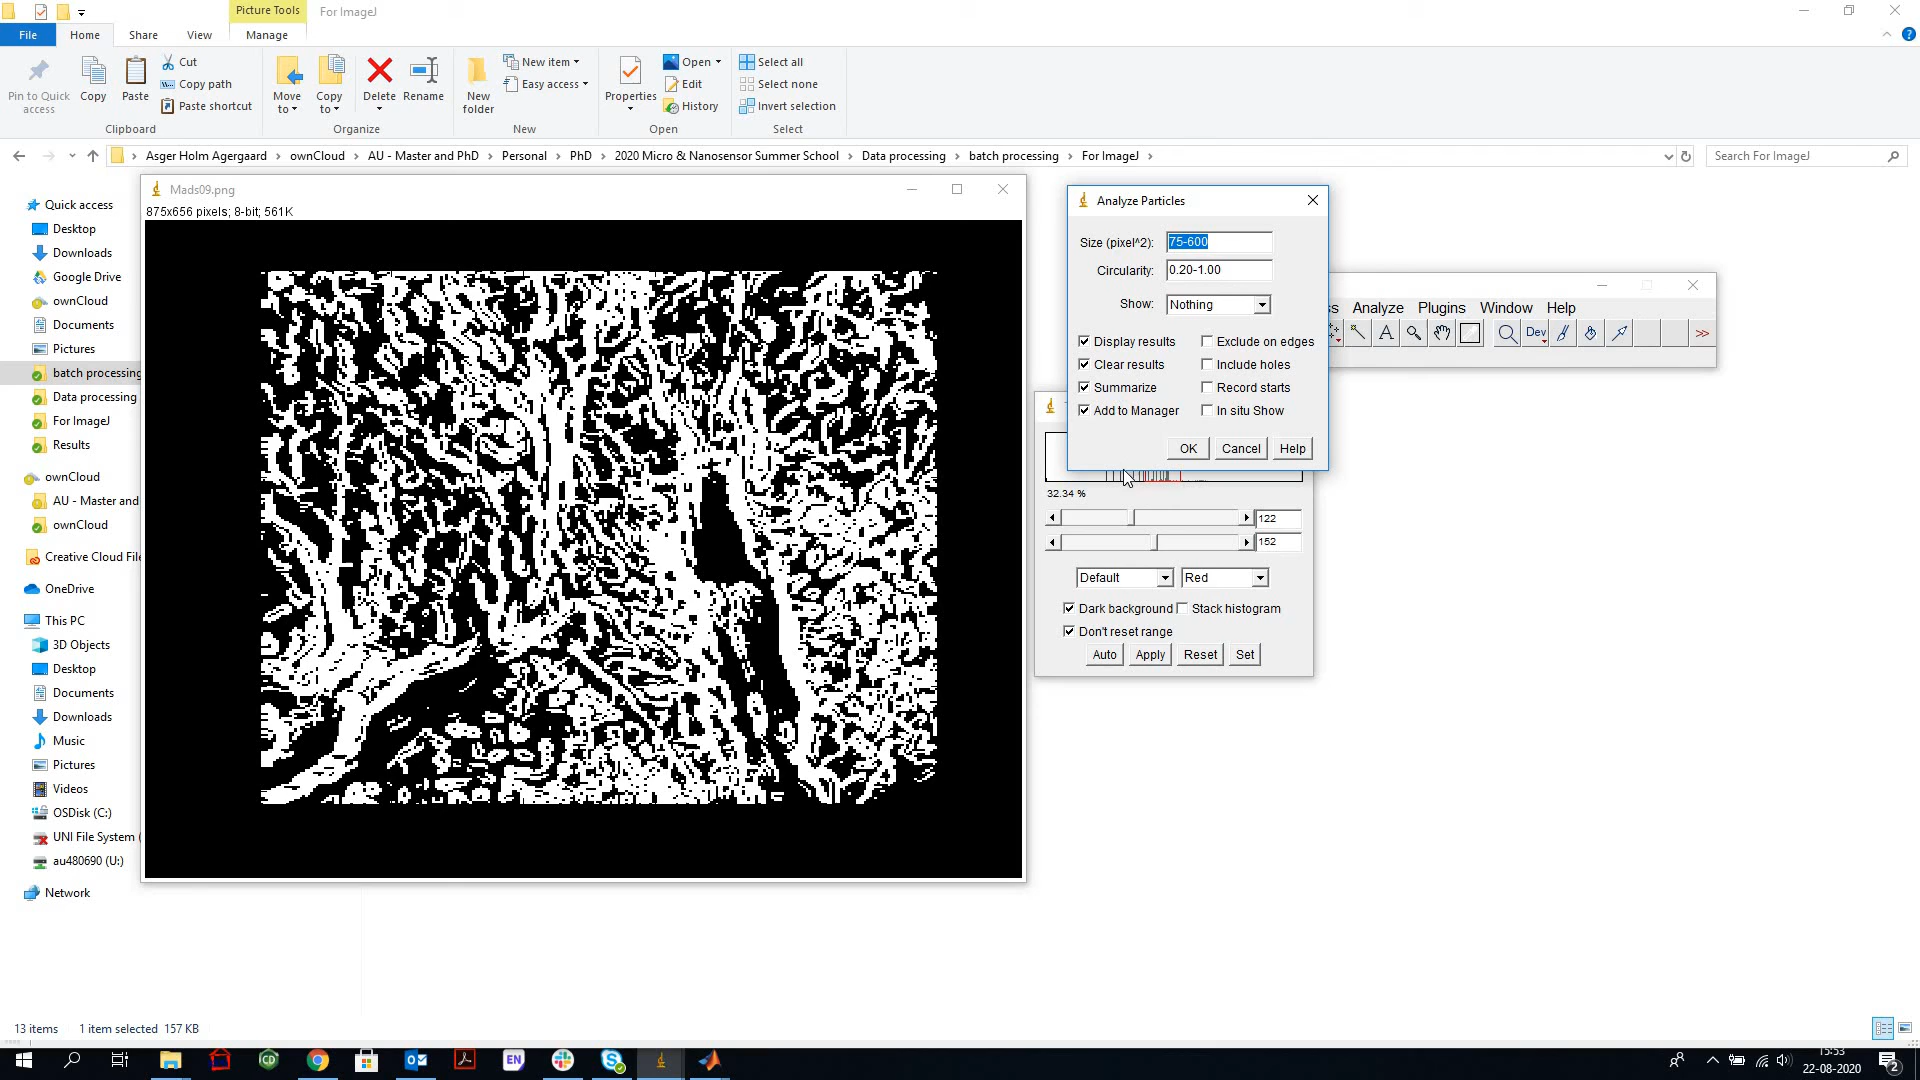 Picture Tools
For ImageJ
File
Home
Share
View
Manage
Pin to Quick access
Copy
Paste
Cut
Copy path
Paste shortcut
Clipboard
Move to
Copy to
Delete
Rename
Organize
New folder
New item
Easy access
New
Properties
Open
Edit
History
Open
Select all
Select none
Invert selection
Select
Asger Holm Agergaard > ownCloud > AU - Master and PhD > Personal > PhD > 2020 Micro & Nanosensor Summer School > Data processing > batch processing > For ImageJ >
Search For ImageJ
Quick access
Desktop
Downloads
Google Drive
ownCloud
Documents
Pictures
batch processing
Data processing
For ImageJ
Results
ownCloud
AU - Master and
ownCloud
Creative Cloud File
OneDrive
This PC
3D Objects
Desktop
Documents
Downloads
Music
Pictures
Videos
OSDisk (C:)
UNI File System (
au480690 (U:)
Network
Mads09.png
875x656 pixels; 8-bit; 561K
Analyze Particles
Size (pixel^2): 75-600
Circularity: 0.20-1.00
Show: Nothing
Display results
Exclude on edges
Clear results
Include holes
Summarize
Record starts
Add to Manager
In situ Show
OK
Cancel
Help
ss
Analyze
Plugins
Window
Help
A
Dev
>>
32.34 %
122
152
Default
Red
Dark background
Stack histogram
Don't reset range
Auto
Apply
Reset
Set
13 items
1 item selected 157 KB
EN
15:53
22-08-2020
2